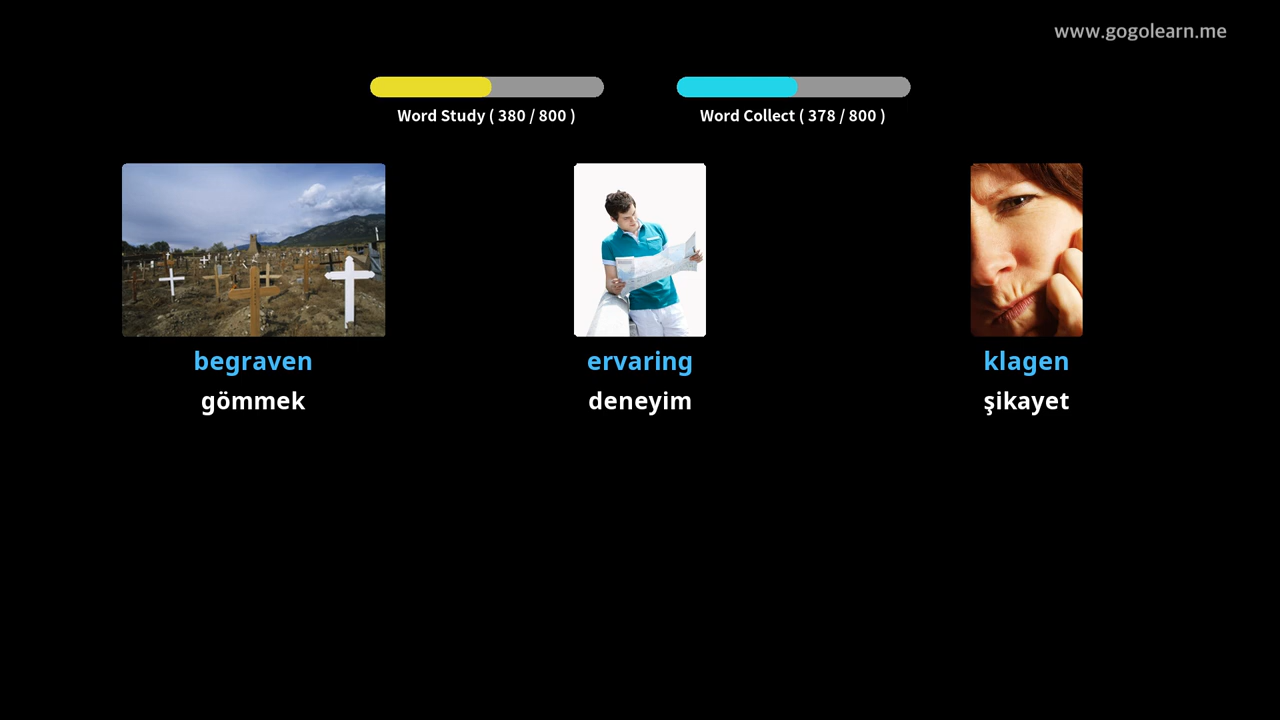 www.gogolearn.me
Word Study ( 380 / 800 )
Word Collect ( 378 / 800 )
begraven
gömmek
ervaring
deneyim
klagen
şikayet